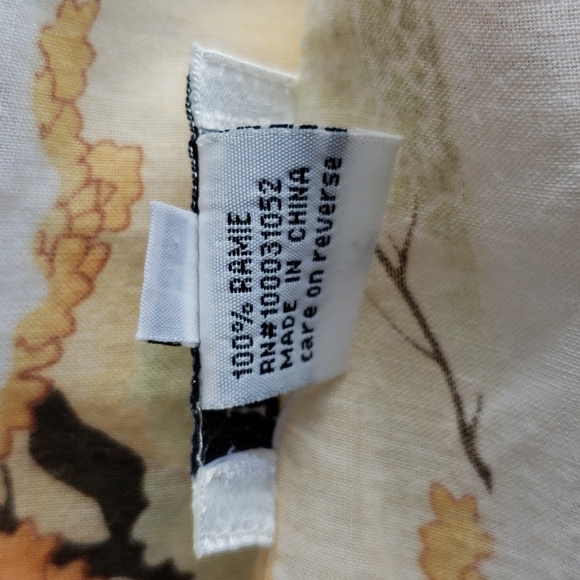 100% RAMIE
RN#100031052
MADE IN CHINA
care on reverse